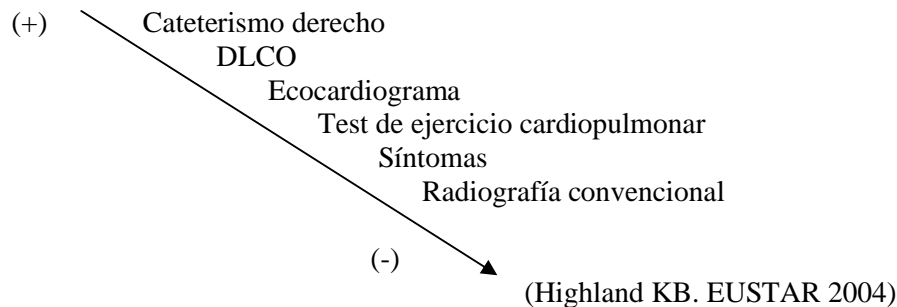 (+) Cateterismo derecho
DLCO
Ecocardiograma
Test de ejercicio cardiopulmonar
Síntomas
Radiografía convencional
(-)
(Highland KB. EUSTAR 2004)